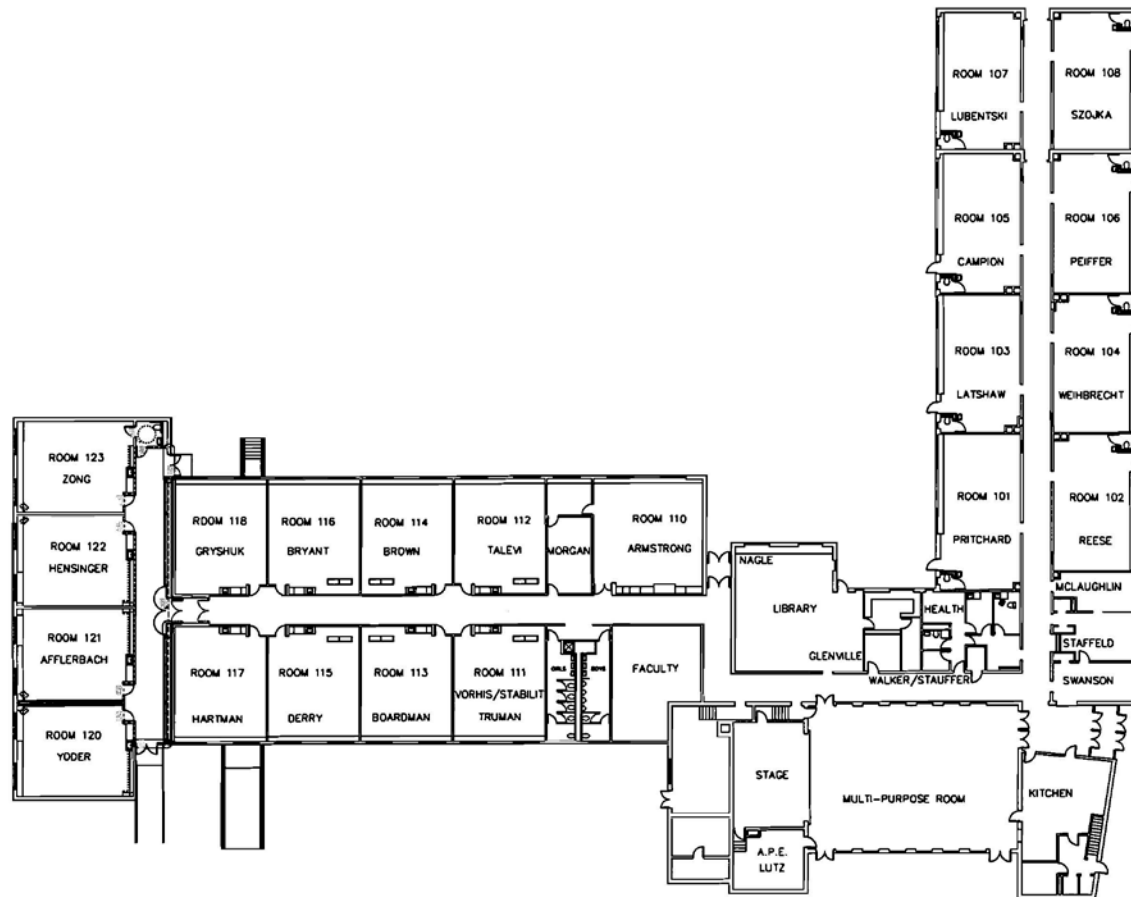 ROOM 107
LUBENTSKI
ROOM 108
SZOJKA
ROOM 105
CAMPION
ROOM 106
PEIFFER
ROOM 103
LATSHAW
ROOM 104
WEIHBRECHT
ROOM 101
PRITCHARD
ROOM 102
REESE
ROOM 123
ZONG
ROOM 122
HENSINGER
ROOM 121
AFFLERBACH
ROOM 120
YODER
ROOM 118
GRYSHUK
ROOM 116
BRYANT
ROOM 114
BROWN
ROOM 112
TALEVI
MORGAN
ROOM 110
ARMSTRONG
ROOM 117
HARTMAN
ROOM 115
DERRY
ROOM 113
BOARDMAN
ROOM 111
VORHIS/STABILIT
TRUMAN
GIRLS
BOYS
FACULTY
NAGLE
LIBRARY
GLENVILLE
HEALTH
WALKER/STAUFFER
MCLAUGHLIN
STAFFELD
SWANSON
STAGE
MULTI-PURPOSE ROOM
KITCHEN
A.P.E.
LUTZ